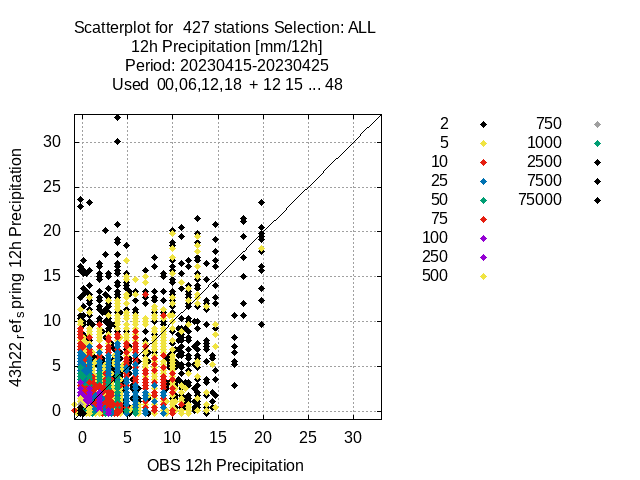 Scatterplot for 427 stations Selection: ALL
12h Precipitation [mm/12h]
Period: 20230415-20230425
Used 00,06,12,18 + 12 15 ... 48
43h22_ref_spring 12h Precipitation
30
25
20
15
10
5
0
0 5 10 15 20 25 30
OBS 12h Precipitation
2 750
5 1000
10 2500
25 7500
50 75000
75
100
250
500